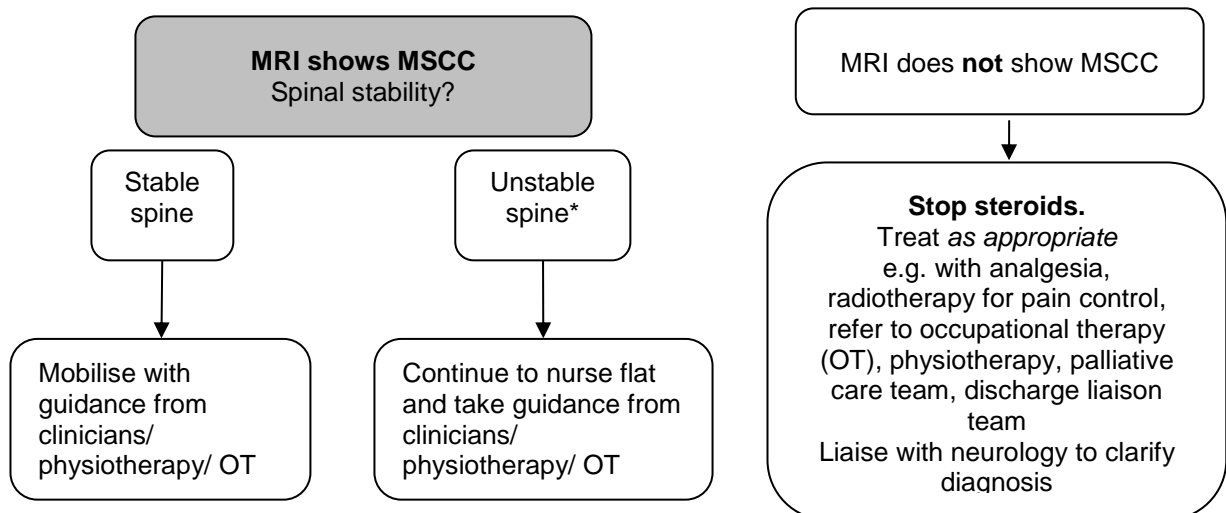 MRI shows MSCC
Spinal stability?
Stable
spine
Unstable
spine*
Mobilise with
guidance from
clinicians/
physiotherapy/ OT
Continue to nurse flat
and take guidance from
clinicians/
physiotherapy/ OT
MRI does not show MSCC
Stop steroids.
Treat as appropriate
e.g. with analgesia,
radiotherapy for pain control,
refer to occupational therapy
(OT), physiotherapy, palliative
care team, discharge liaison
team
Liaise with neurology to clarify
diagnosis